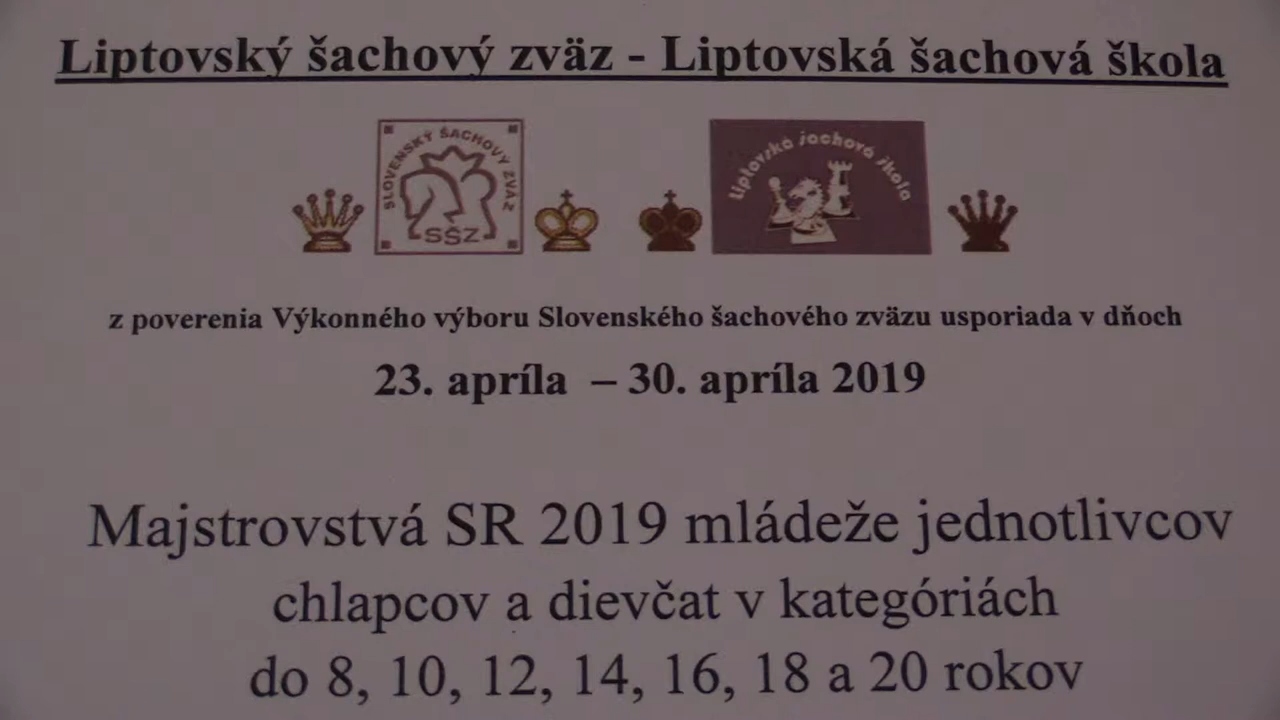 Liptovský šachový zväz - Liptovská šachová škola
SLOVENSKÝ ŠACHOVÝ ZVÄZ
SŠZ
Liptovská šachová škola
z poverenia Výkonného výboru Slovenského šachového zväzu usporiada v dňoch
23. apríla – 30. apríla 2019
Majstrovstvá SR 2019 mládeže jednotlivcov
chlapcov a dievčat v kategóriách
do 8, 10, 12, 14, 16, 18 a 20 rokov